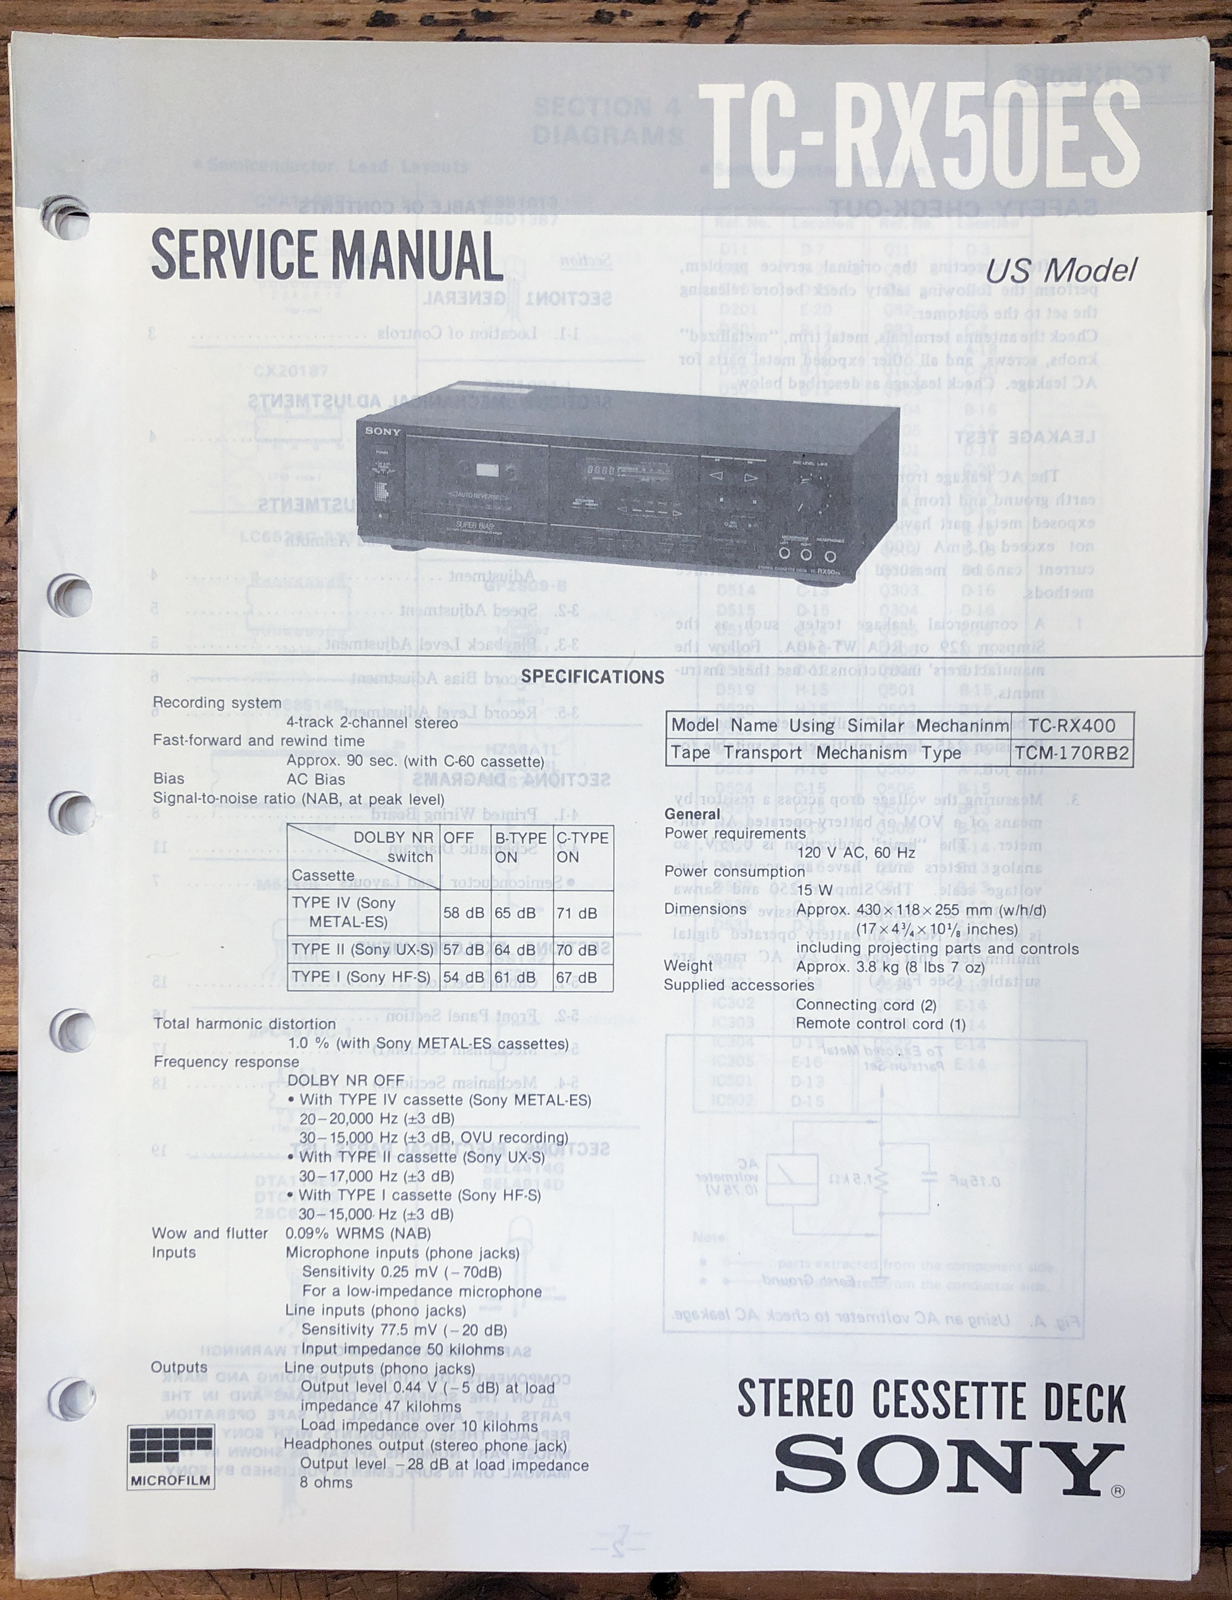 TC-RX50ES
SERVICE MANUAL
US Model
SONY
AUTO REVERSE
SUPER BIAS
SPECIFICATIONS
Recording system
4-track 2-channel stereo
Fast-forward and rewind time
Approx. 90 sec. (with C-60 cassette)
Bias AC Bias
Signal-to-noise ratio (NAB, at peak level)
DOLBY NR switch Cassette OFF B-TYPE ON C-TYPE ON
TYPE IV (Sony METAL-ES) 58 dB 65 dB 71 dB
TYPE II (Sony UX-S) 57 dB 64 dB 70 dB
TYPE I (Sony HF-S) 54 dB 61 dB 67 dB
Total harmonic distortion
1.0 % (with Sony METAL-ES cassettes)
Frequency response
DOLBY NR OFF
• With TYPE IV cassette (Sony METAL-ES)
20–20,000 Hz (±3 dB)
30–15,000 Hz (±3 dB, OVU recording)
• With TYPE II cassette (Sony UX-S)
30–17,000 Hz (±3 dB)
• With TYPE I cassette (Sony HF-S)
30–15,000 Hz (±3 dB)
Wow and flutter 0.09% WRMS (NAB)
Inputs Microphone inputs (phone jacks)
Sensitivity 0.25 mV (−70dB)
For a low-impedance microphone
Line inputs (phono jacks)
Sensitivity 77.5 mV (−20 dB)
Input impedance 50 kilohms
Outputs Line outputs (phono jacks)
Output level 0.44 V (−5 dB) at load
impedance 47 kilohms
Load impedance over 10 kilohms
Headphones output (stereo phone jack)
Output level −28 dB at load impedance
8 ohms
MICROFILM
Model Name Using Similar Mechaninm TC-RX400
Tape Transport Mechanism Type TCM-170RB2
General
Power requirements
120 V AC, 60 Hz
Power consumption
15 W
Dimensions Approx. 430×118×255 mm (w/h/d)
(17×4³⁄₄×10¹⁄₈ inches)
including projecting parts and controls
Weight Approx. 3.8 kg (8 lbs 7 oz)
Supplied accessories
Connecting cord (2)
Remote control cord (1)
STEREO CESSETTE DECK
SONY®